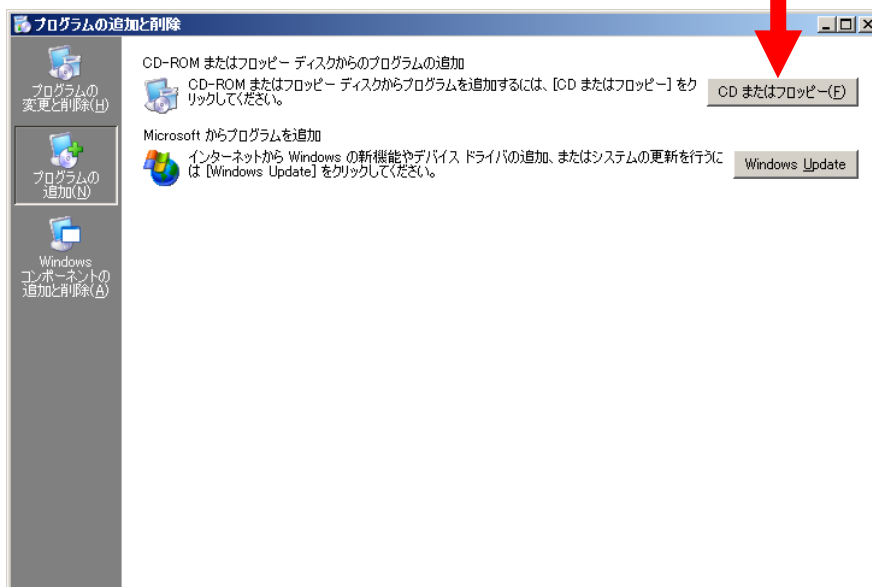 プログラムの追加と削除
プログラムの
変更と削除(H)
プログラムの
追加(N)
Windows
コンポーネントの
追加と削除(A)
CD-ROM またはフロッピー ディスクからのプログラムの追加
CD-ROM またはフロッピー ディスクからプログラムを追加するには、[CD またはフロッピー] をク
リックしてください。
CD またはフロッピー(F)
Microsoft からプログラムを追加
インターネットから Windows の新機能やデバイス ドライバの追加、またはシステムの更新を行うに
は [Windows Update] をクリックしてください。
Windows Update